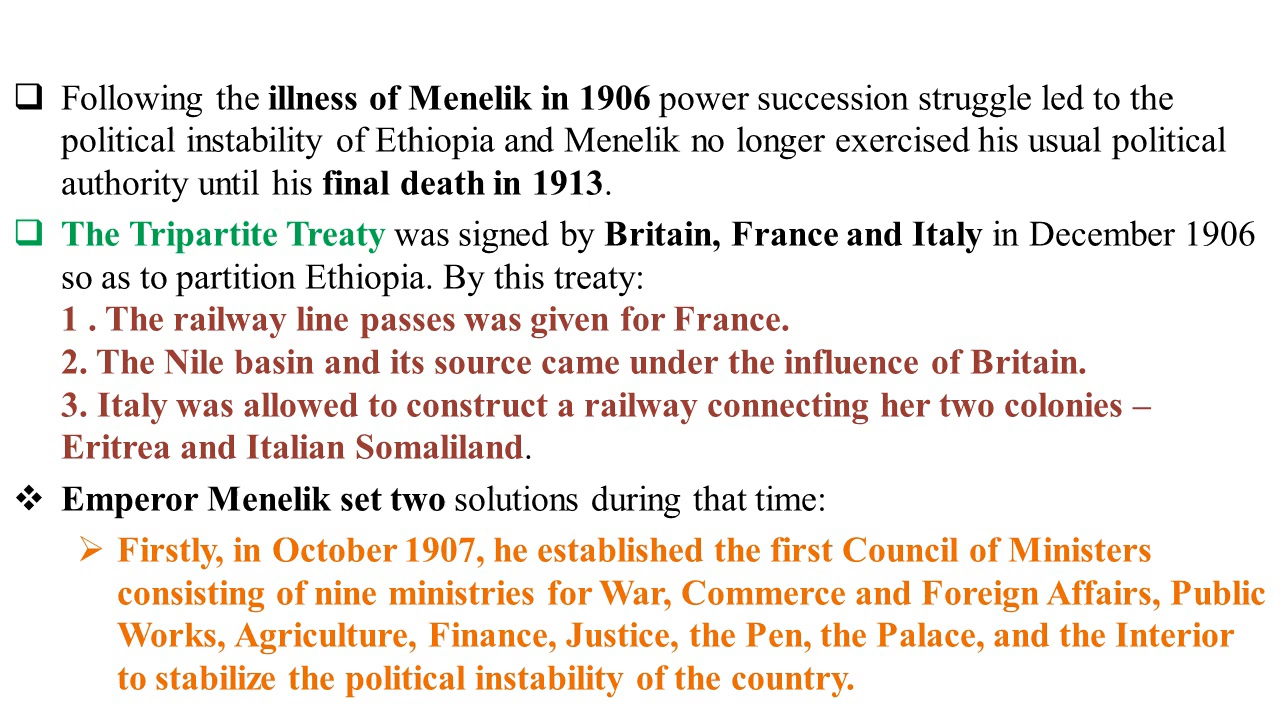 Following the illness of Menelik in 1906 power succession struggle led to the
political instability of Ethiopia and Menelik no longer exercised his usual political
authority until his final death in 1913.
The Tripartite Treaty was signed by Britain, France and Italy in December 1906
so as to partition Ethiopia. By this treaty:
1 . The railway line passes was given for France.
2. The Nile basin and its source came under the influence of Britain.
3. Italy was allowed to construct a railway connecting her two colonies –
Eritrea and Italian Somaliland.
Emperor Menelik set two solutions during that time:
Firstly, in October 1907, he established the first Council of Ministers
consisting of nine ministries for War, Commerce and Foreign Affairs, Public
Works, Agriculture, Finance, Justice, the Pen, the Palace, and the Interior
to stabilize the political instability of the country.